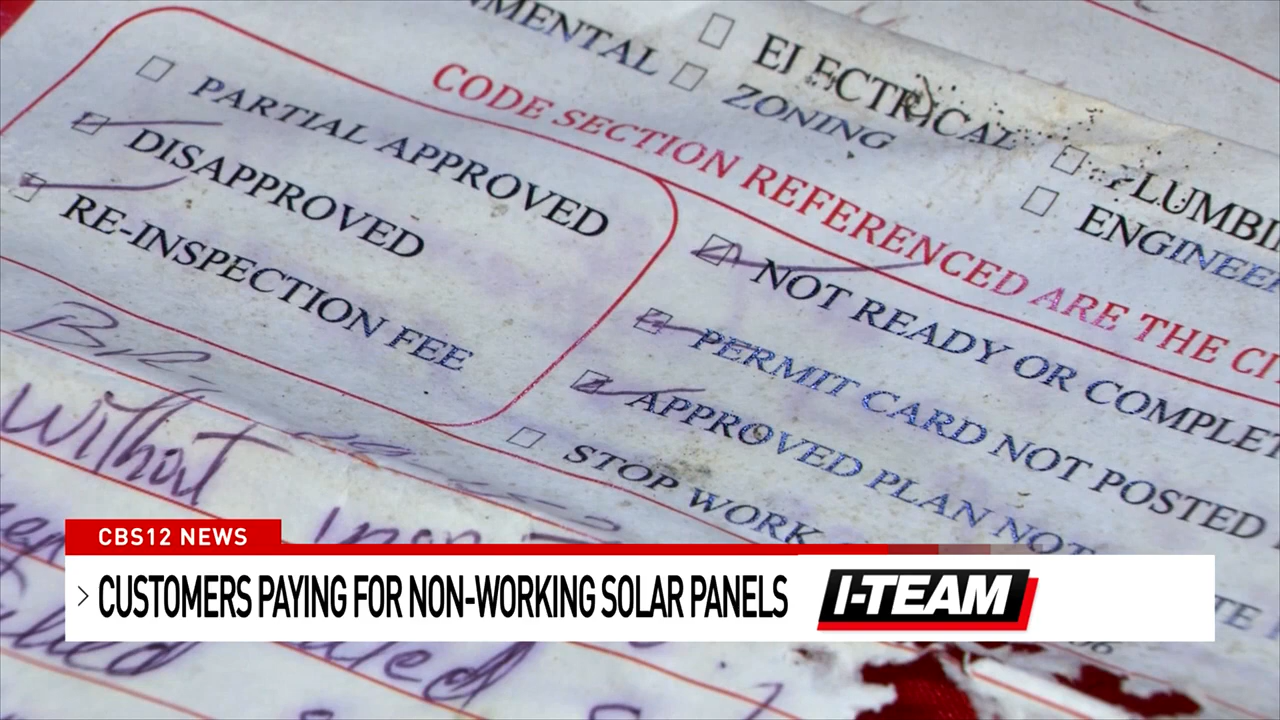 NMENTAL
ELECTRICAL
ZONING
PLUMBI
ENGINEE
CODE SECTION REFERENCED ARE THE CI
PARTIAL APPROVED
DISAPPROVED
RE-INSPECTION FEE
NOT READY OR COMPLET
PERMIT CARD NOT POSTED
APPROVED PLAN NOT
STOP WORK
without
CBS12 NEWS
CUSTOMERS PAYING FOR NON-WORKING SOLAR PANELS
I-TEAM